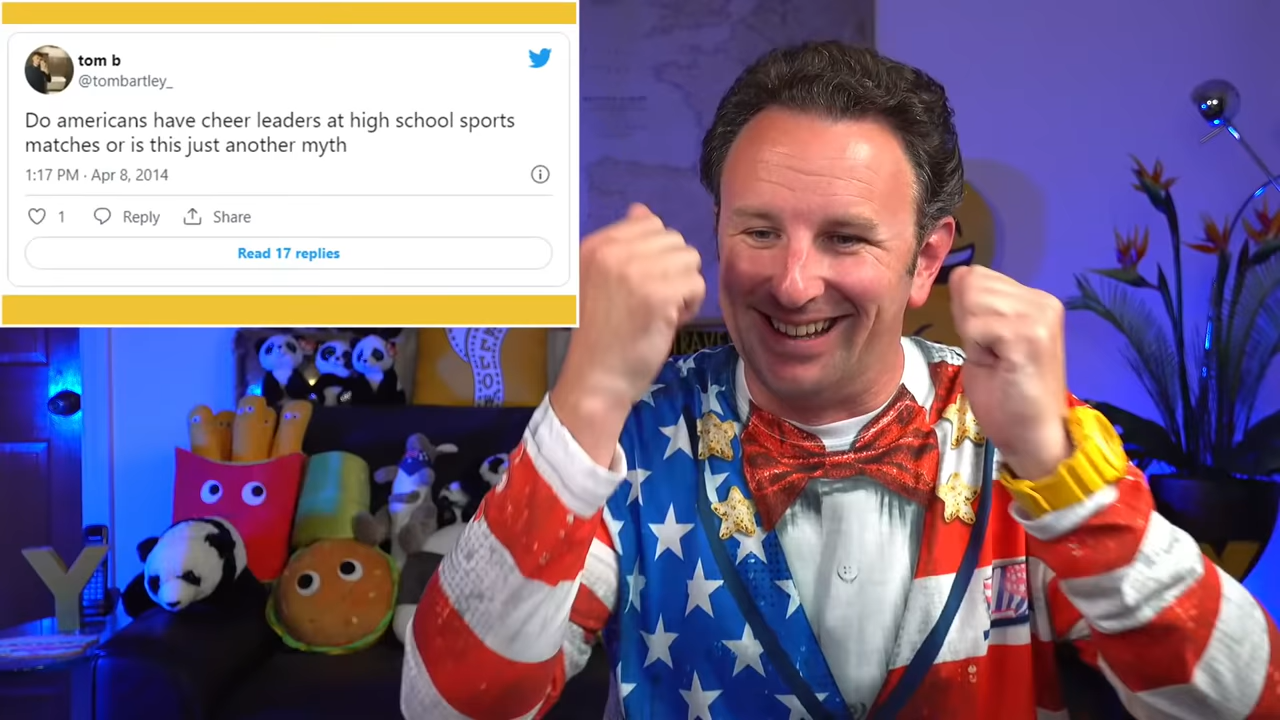 tom b
@tombartley_
Do americans have cheer leaders at high school sports
matches or is this just another myth
1:17 PM · Apr 8, 2014
1
Reply
Share
Read 17 replies
Y